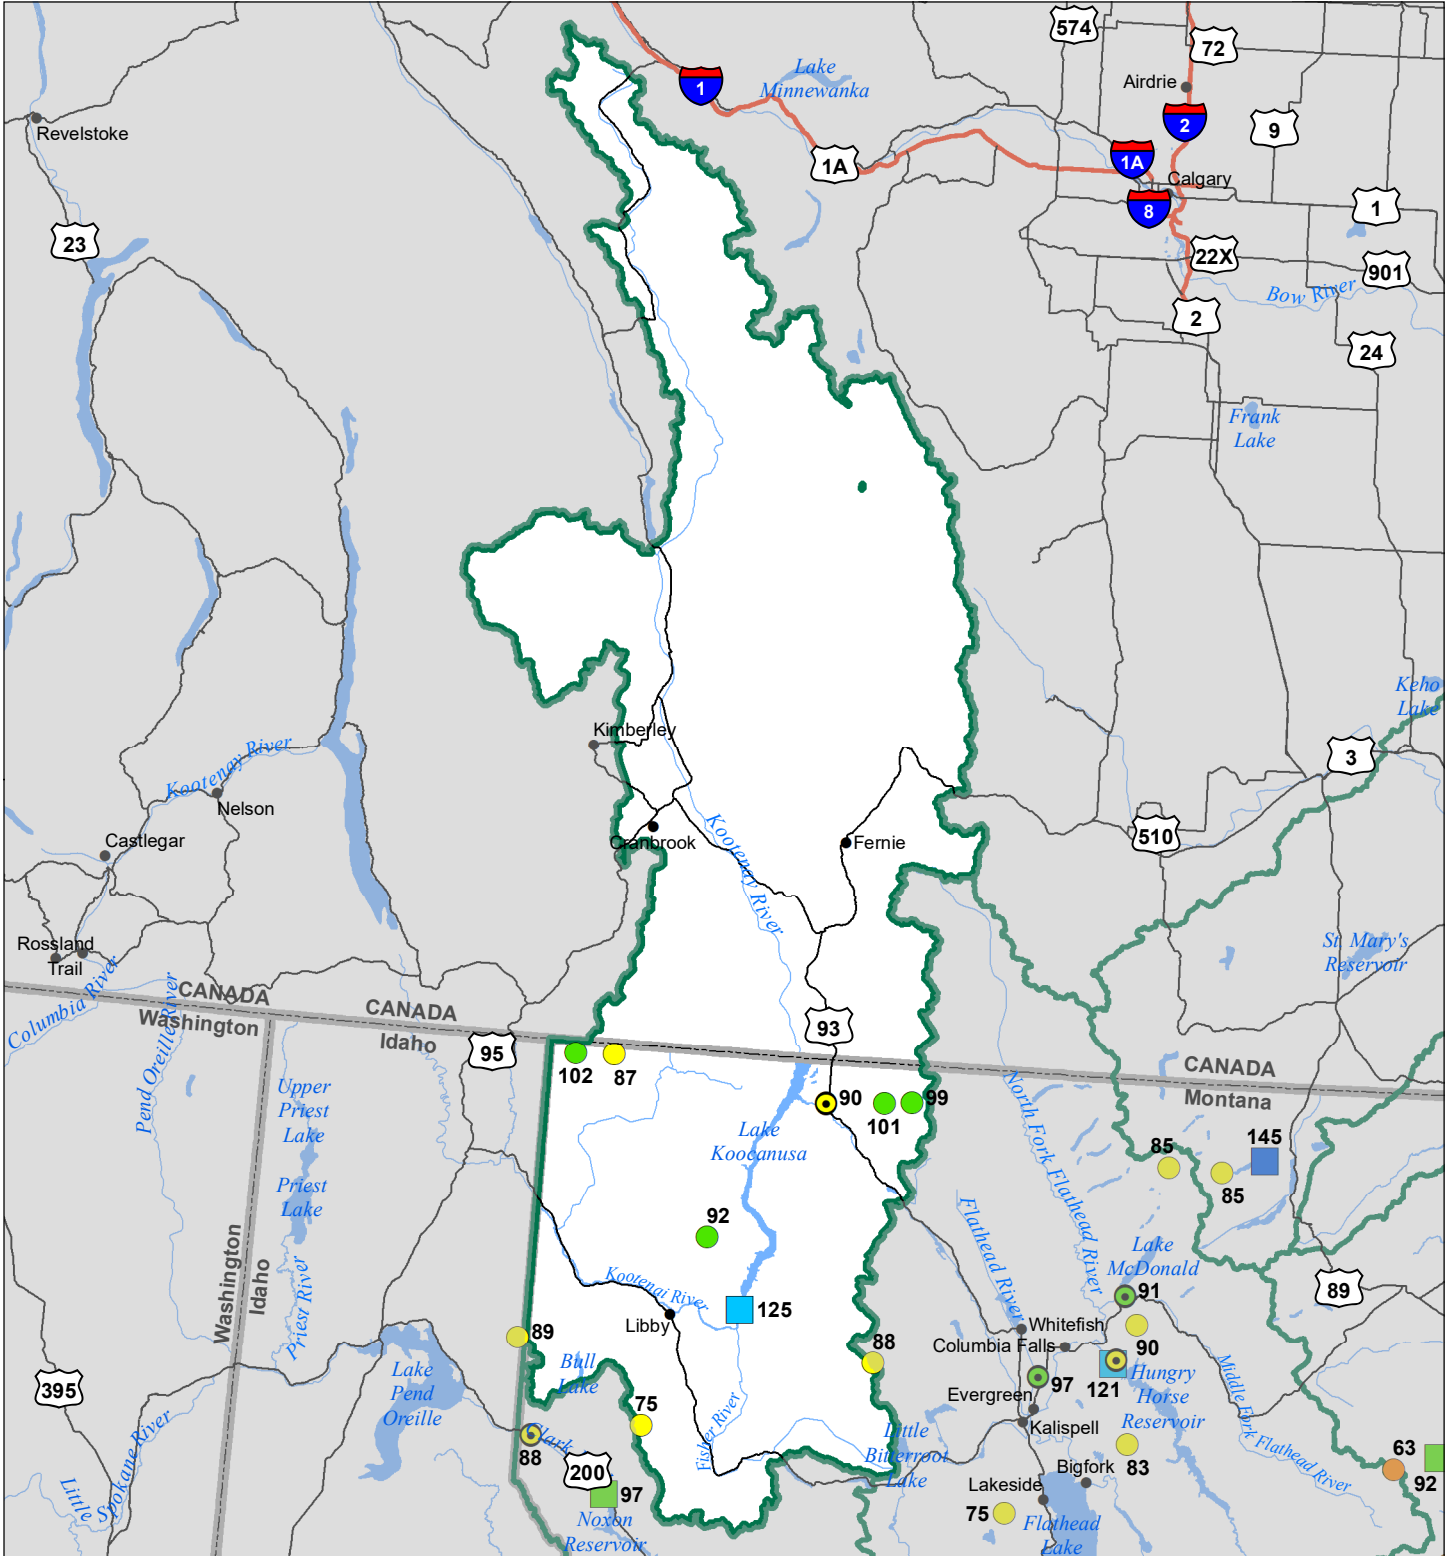 574
72
Airdrie
1
Lake
Minnewanka
2
9
Revelstoke
1A
1A
Calgary
8
1
23
22X
901
Bow River
2
24
Frank
Lake
Keho
Lake
Kimberley
Kootenay River
3
Nelson
Castlegar
Cranbrook
Kootenay River
Fernie
510
Rossland
Trail
St. Mary's
Reservoir
Columbia River
Pend Oreille River
CANADA
Washington
CANADA
Idaho
95
93
CANADA
Montana
102
87
90
101
99
Upper
Priest
Lake
Lake
Koocanusa
North Fork Flathead River
85
145
85
Priest
Lake
92
Flathead River
Lake
McDonald
Washington
Idaho
Priest River
Kootenai River
125
Libby
91
89
Whitefish
Columbia Falls
90
89
88
Bull
Lake
Lake
Pend
Oreille
395
121
Hungry
Horse
Reservoir
Middle Fork Flathead River
97
Evergreen
Kalispell
75
Fisher River
Clark
88
Little
Bitterroot
Lake
83
63
92
200
97
Noxon
Reservoir
Bigfork
Lakeside
75
Flathead
Lake
Little Spokane River